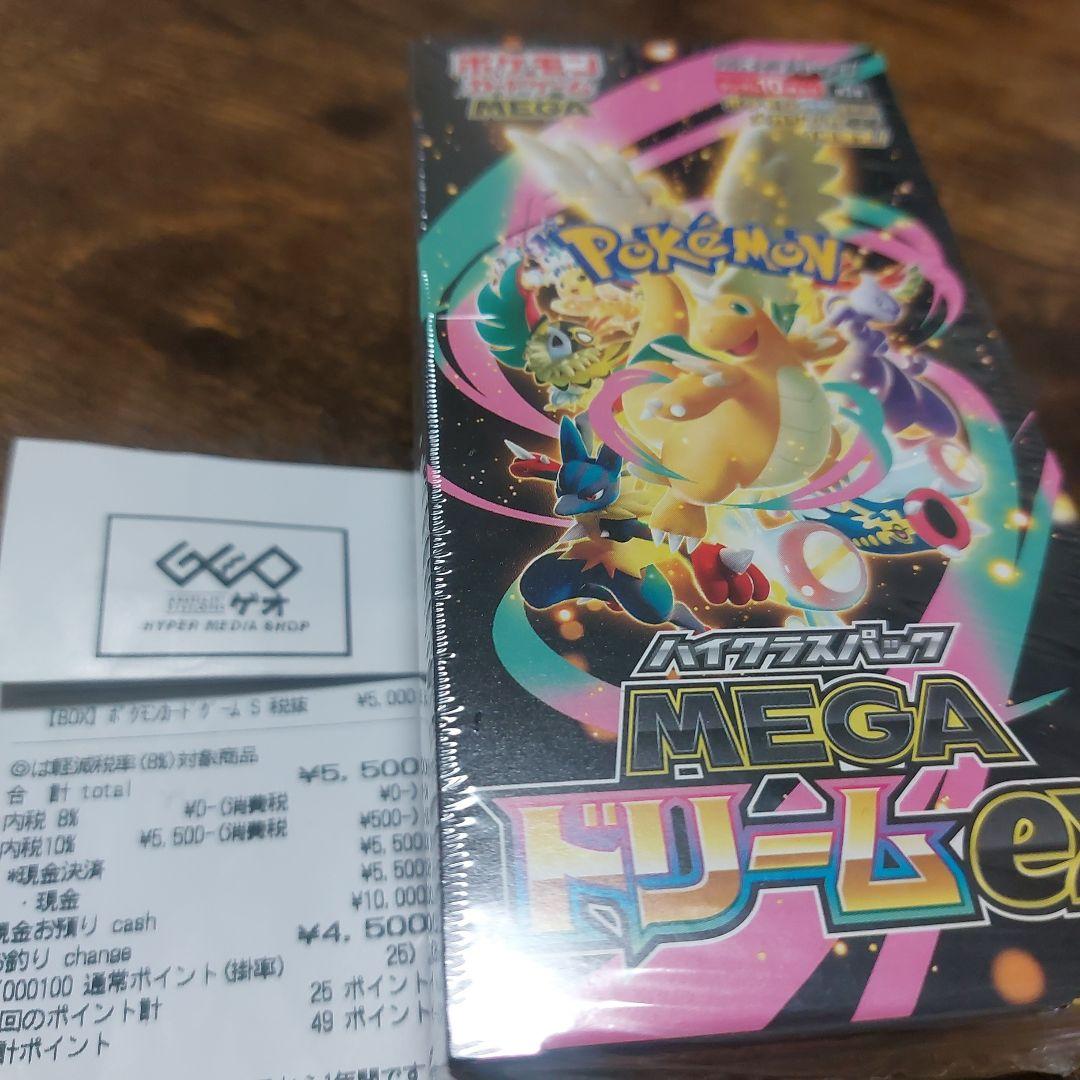 ポケモン
カードゲーム
MEGA
POKÉMON
ハイクラスパック
MEGA
ドリームex
GEO
ゲオ
HYPER MEDIA SHOP
【BOX】 ポケモンカード ゲーム S 税抜 ¥5,000
◎は軽減税率(8%)対象商品
合 計 total ¥5,500
内税 8% ¥0-(消費税 ¥0-)
内税10% ¥5,500-(消費税 ¥500-)
*現金決済 ¥5,500
・現金 ¥5,500
現金お預り cash ¥10,000
お釣り change ¥4,500
000100 通常ポイント(掛率) 25)
回のポイント計 25 ポイント
計ポイント 49 ポイント